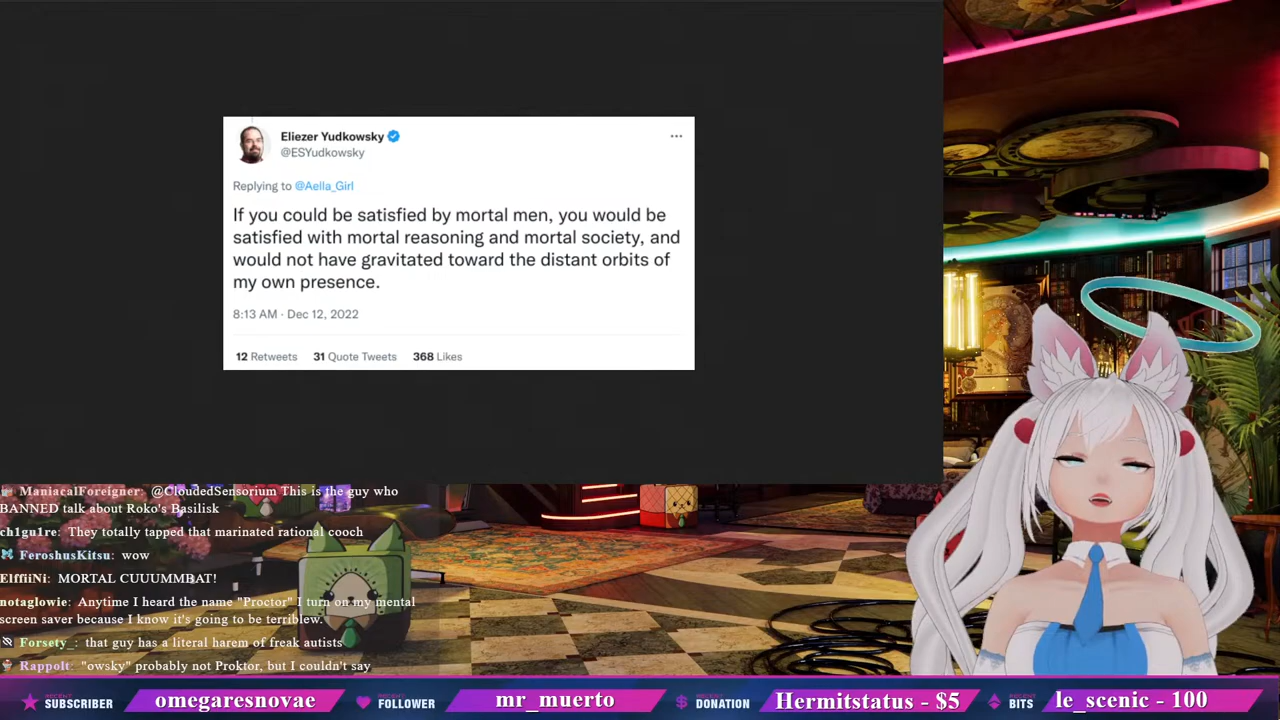 Eliezer Yudkowsky
@ESYudkowsky
Replying to @Aella_Girl
If you could be satisfied by mortal men, you would be
satisfied with mortal reasoning and mortal society, and
would not have gravitated toward the distant orbits of
my own presence.
8:13 AM · Dec 12, 2022
12 Retweets 31 Quote Tweets 368 Likes
ManiacalForeigner: @CloudedSensorium This is the guy who
BANNED talk about Roko's Basilisk
ch1gu1re: They totally tapped that marinated rational cooch
FeroshusKitsu: wow
ElffiiNi: MORTAL CUUUMMBAT!
notaglowie: Anytime I heard the name "Proctor" I turn on my mental
screen saver because I know it's going to be terriblew.
Forsety_: that guy has a literal harem of freak autists
Rappolt: "owsky" probably not Proktor, but I couldn't say
RECENT SUBSCRIBER omegaresnovae RECENT FOLLOWER mr_muerto RECENT DONATION Hermitstatus - $5 RECENT BITS le_scenic - 100